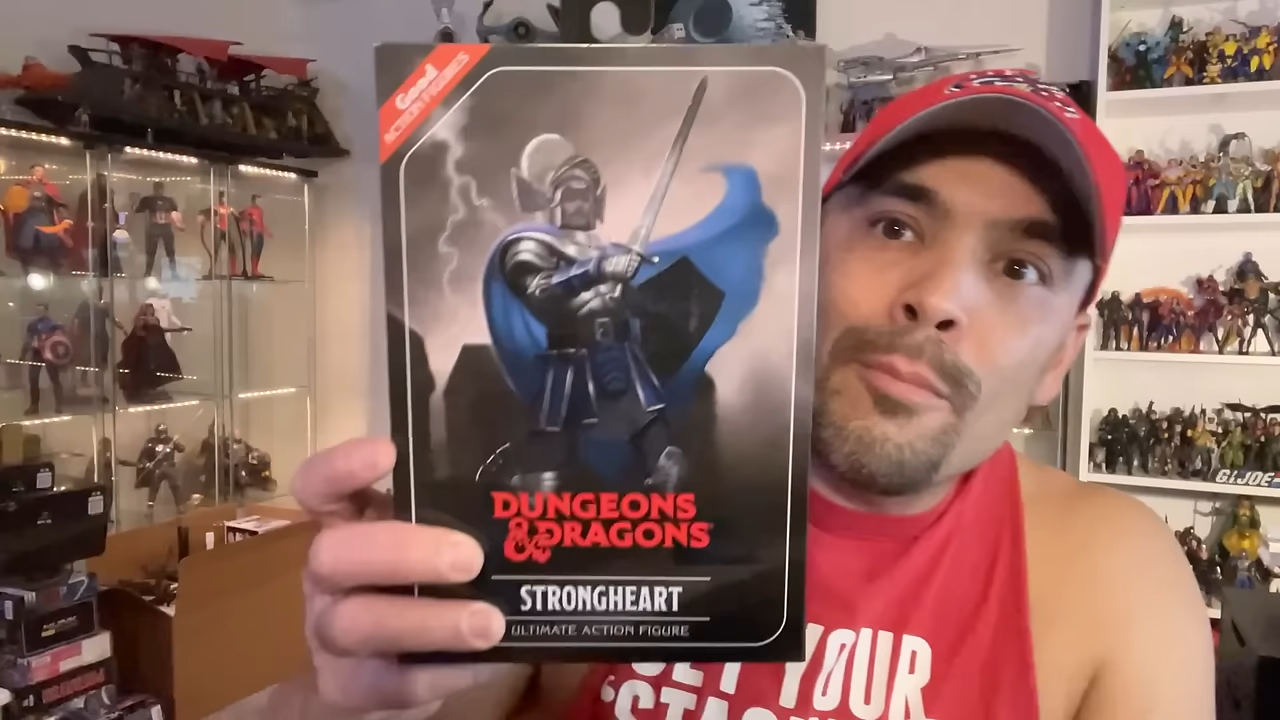 Good
ACTION FIGURES
DUNGEONS
& DRAGONS
STRONGHEART
ULTIMATE ACTION FIGURE
YOUR
G.I. JOE